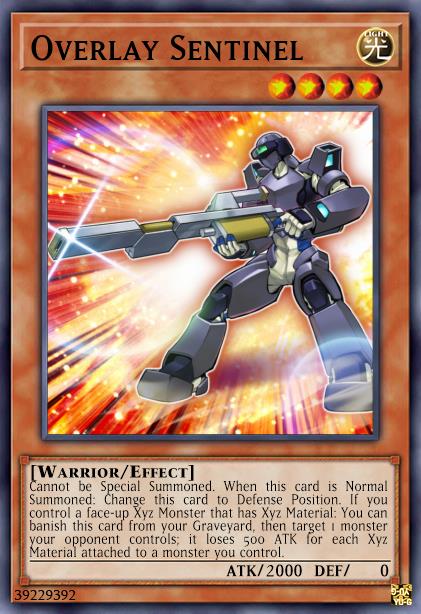 OVERLAY SENTINEL
LIGHT
光
[WARRIOR/EFFECT]
Cannot be Special Summoned. When this card is Normal
Summoned: Change this card to Defense Position. If you
control a face-up Xyz Monster that has Xyz Material: You can
banish this card from your Graveyard, then target 1 monster
your opponent controls; it loses 500 ATK for each Xyz
Material attached to a monster you control.
ATK/2000 DEF/ 0
39229392